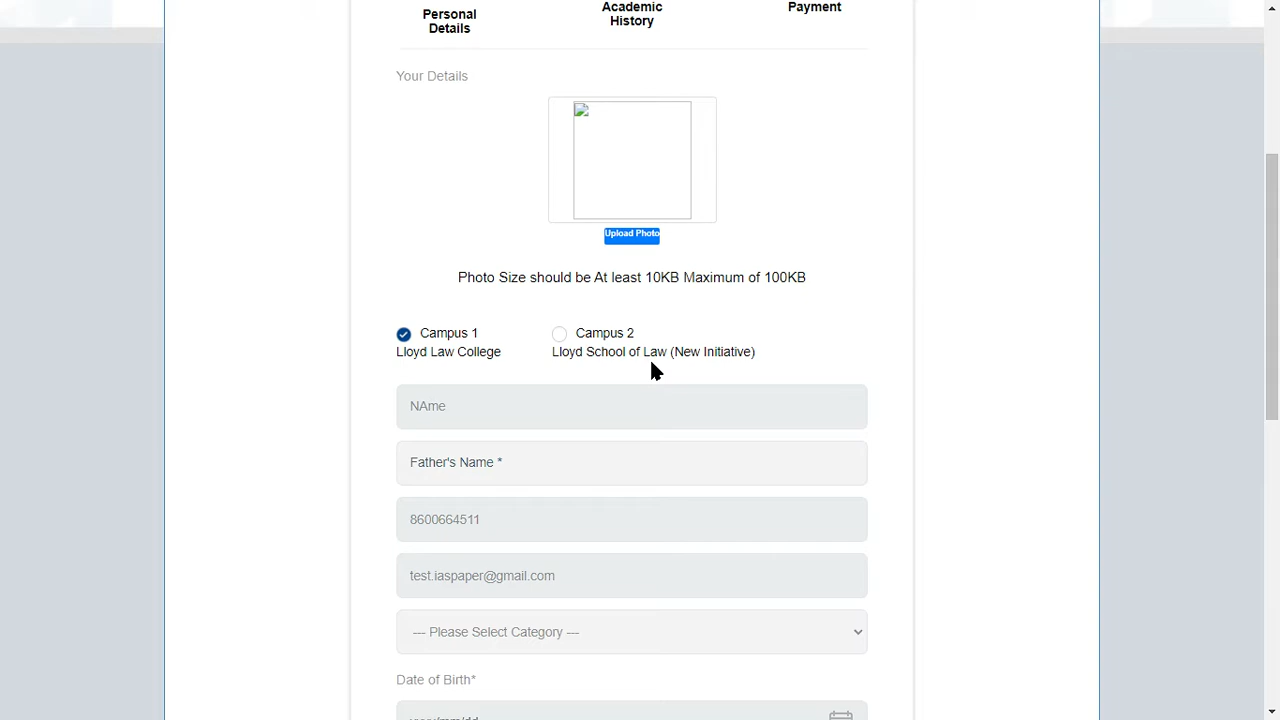 Personal
Details
Academic
History
Payment
Your Details
Upload Photo
Photo Size should be At least 10KB Maximum of 100KB
Campus 1
Lloyd Law College
Campus 2
Lloyd School of Law (New Initiative)
NAme
Father's Name *
8600664511
test.iaspaper@gmail.com
--- Please Select Category ---
Date of Birth*